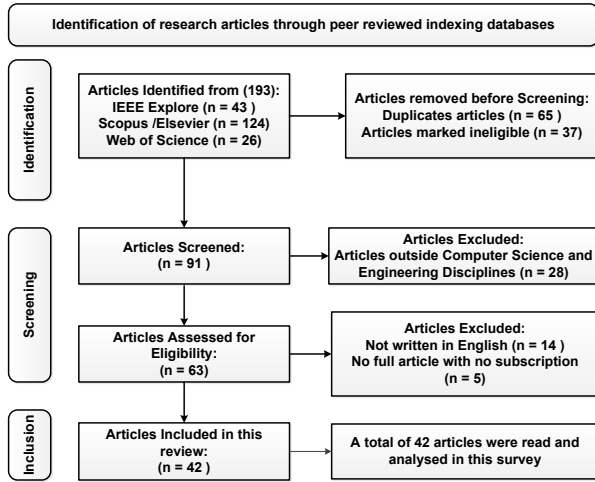 Identification of research articles through peer reviewed indexing databases
Identification
Articles Identified from (193):
IEEE Explore (n = 43 )
Scopus /Elsevier (n = 124)
Web of Science (n = 26)
Articles removed before Screening:
Duplicates articles (n = 65 )
Articles marked ineligible (n = 37)
Screening
Articles Screened:
(n = 91 )
Articles Excluded:
Articles outside Computer Science and
Engineering Disciplines (n = 28)
Articles Assessed for
Eligibility:
(n = 63)
Articles Excluded:
Not written in English (n = 14 )
No full article with no subscription
(n = 5)
Inclusion
Articles Included in this
review:
(n = 42 )
A total of 42 articles were read and
analysed in this survey